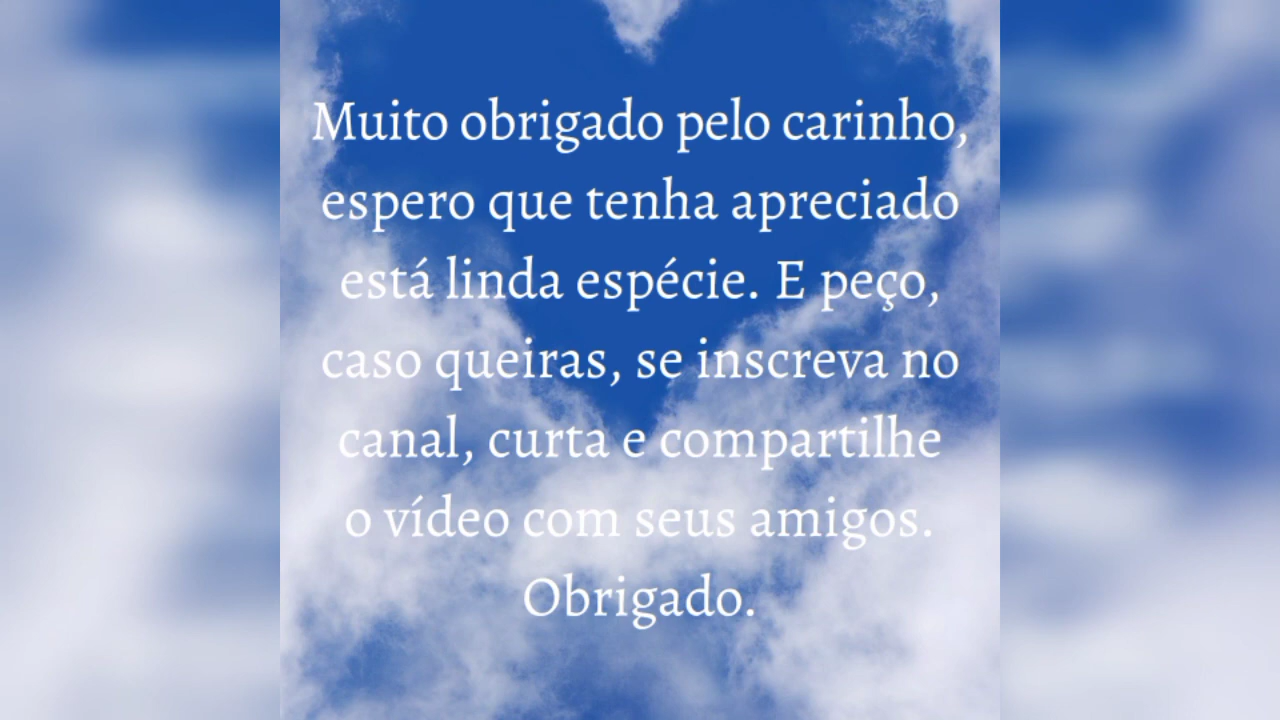 Muito obrigado pelo carinho,
espero que tenha apreciado
está linda espécie. E peço,
caso queiras, se inscreva no
canal, curta e compartilhe
o vídeo com seus amigos.
Obrigado.